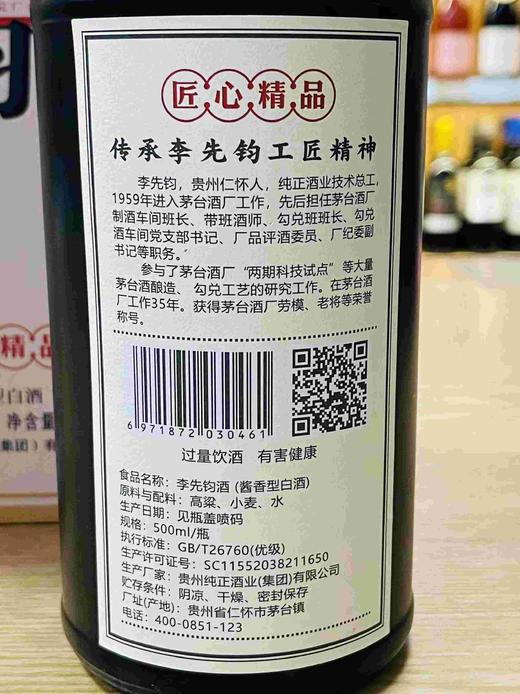 匠心精品
传承李先钧工匠精神
李先钧，贵州仁怀人，纯正酒业技术总工，
1959年进入茅台酒厂工作，先后担任茅台酒厂
制酒车间班长、带班酒师、勾兑班班长、勾兑
酒车间党支部书记、厂品评酒委员、厂纪委副
书记等职务。
参与了茅台酒厂“两期科技试点”等大量
茅台酒酿造、勾兑工艺的研究工作。在茅台酒
厂工作35年。获得茅台酒厂劳模、老将等荣誉
称号。
6 971872 030461
过量饮酒 有害健康
食品名称：李先钧酒 (酱香型白酒)
原料与配料：高粱、小麦、水
生产日期：见瓶盖喷码
规格：500ml/瓶
执行标准：GB/T26760(优级)
生产许可证号：SC11552038211650
生产厂家：贵州纯正酒业(集团)有限公司
贮存条件：阴凉、干燥、密封保存
厂址(产地)：贵州省仁怀市茅台镇
电话：400-0851-123
精品
型白酒
净含量
集团）有